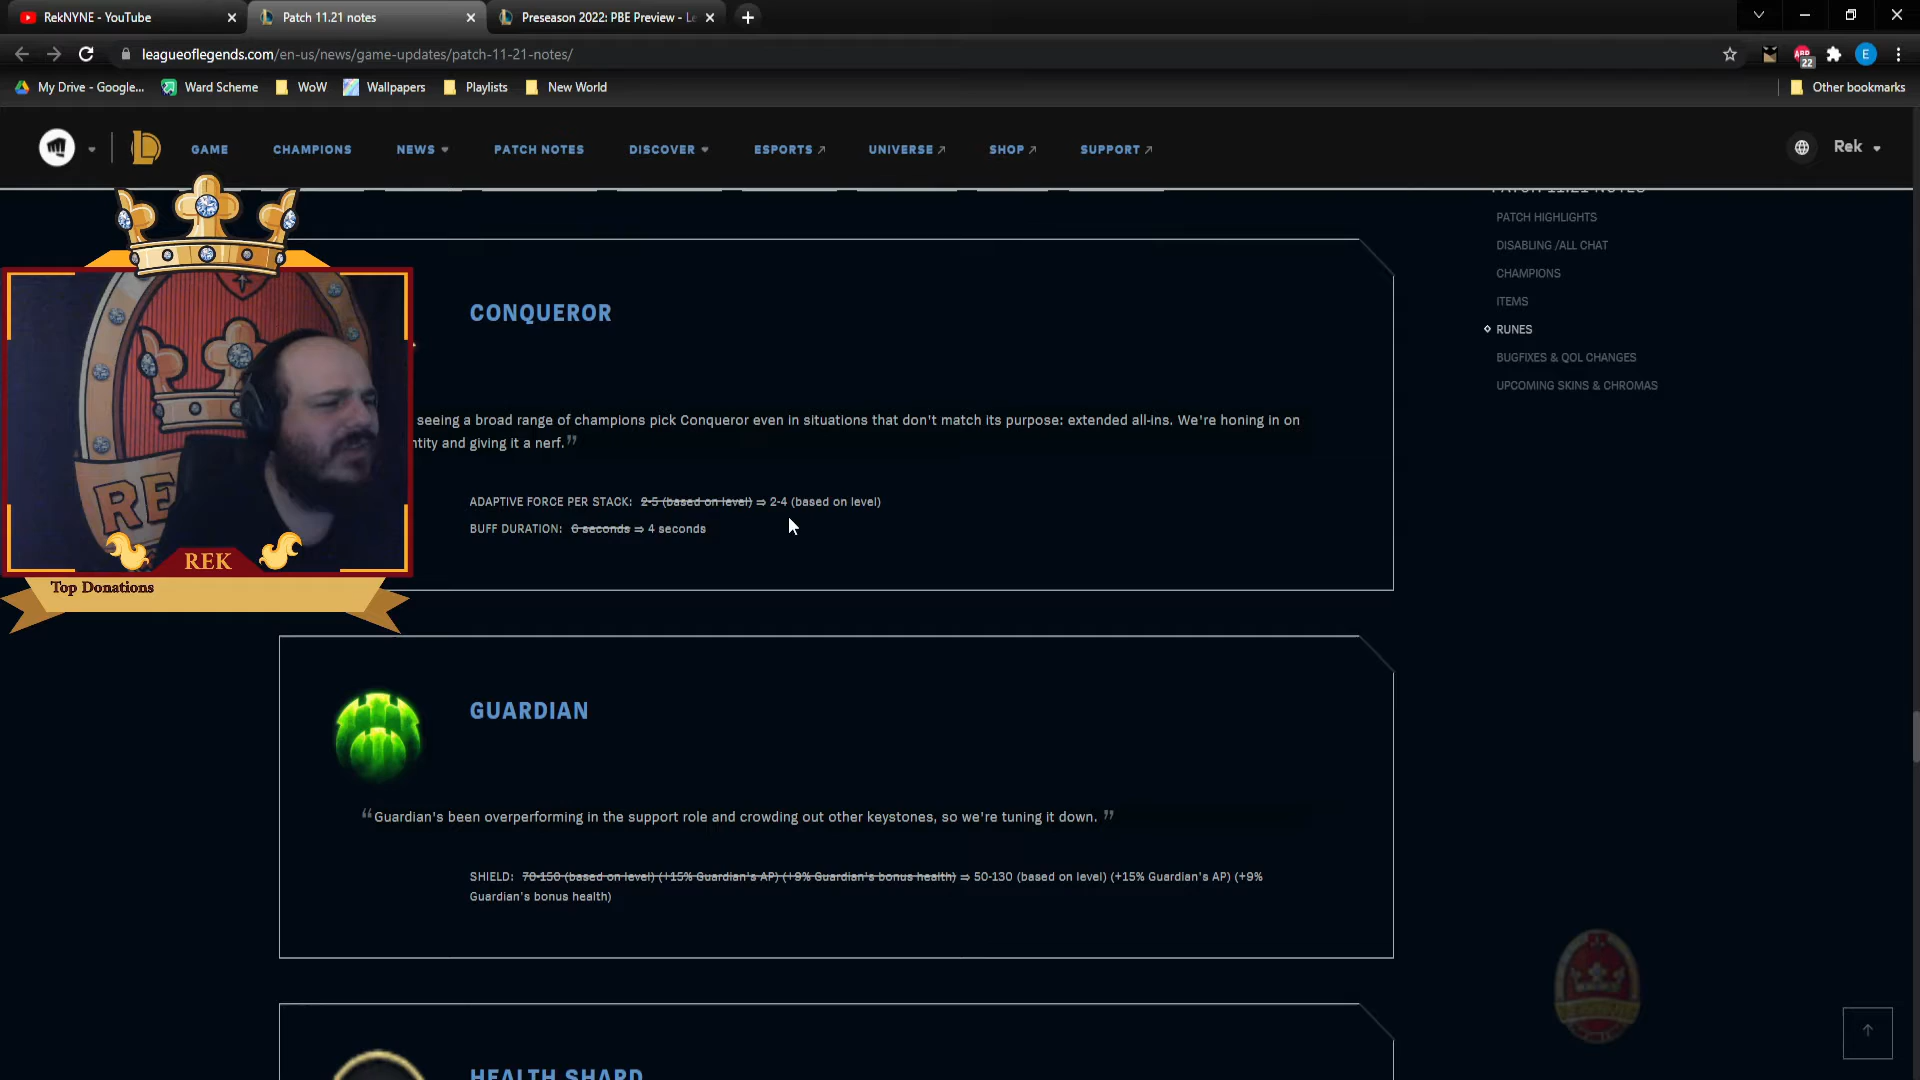 RekNYNE - YouTube
Patch 11.21 notes
Preseason 2022: PBE Preview - Le
leagueoflegends.com/en-us/news/game-updates/patch-11-21-notes/
22
E
My Drive - Google...
Ward Scheme
WoW
Wallpapers
Playlists
New World
Other bookmarks
GAME
CHAMPIONS
NEWS
PATCH NOTES
DISCOVER
ESPORTS
UNIVERSE
SHOP
SUPPORT
Rek
PATCH 11.21 NOTES
PATCH HIGHLIGHTS
DISABLING /ALL CHAT
CHAMPIONS
ITEMS
RUNES
BUGFIXES & QOL CHANGES
UPCOMING SKINS & CHROMAS
CONQUEROR
seeing a broad range of champions pick Conqueror even in situations that don't match its purpose: extended all-ins. We're honing in on
ntity and giving it a nerf.”
ADAPTIVE FORCE PER STACK: 2-5 (based on level) ⇒ 2-4 (based on level)
BUFF DURATION: 6 seconds ⇒ 4 seconds
RE
REK
Top Donations
GUARDIAN
“Guardian's been overperforming in the support role and crowding out other keystones, so we're tuning it down. ”
SHIELD: 70-150 (based on level) (+15% Guardian's AP) (+9% Guardian's bonus health) ⇒ 50-130 (based on level) (+15% Guardian's AP) (+9%
Guardian's bonus health)
HEALTH SHARD